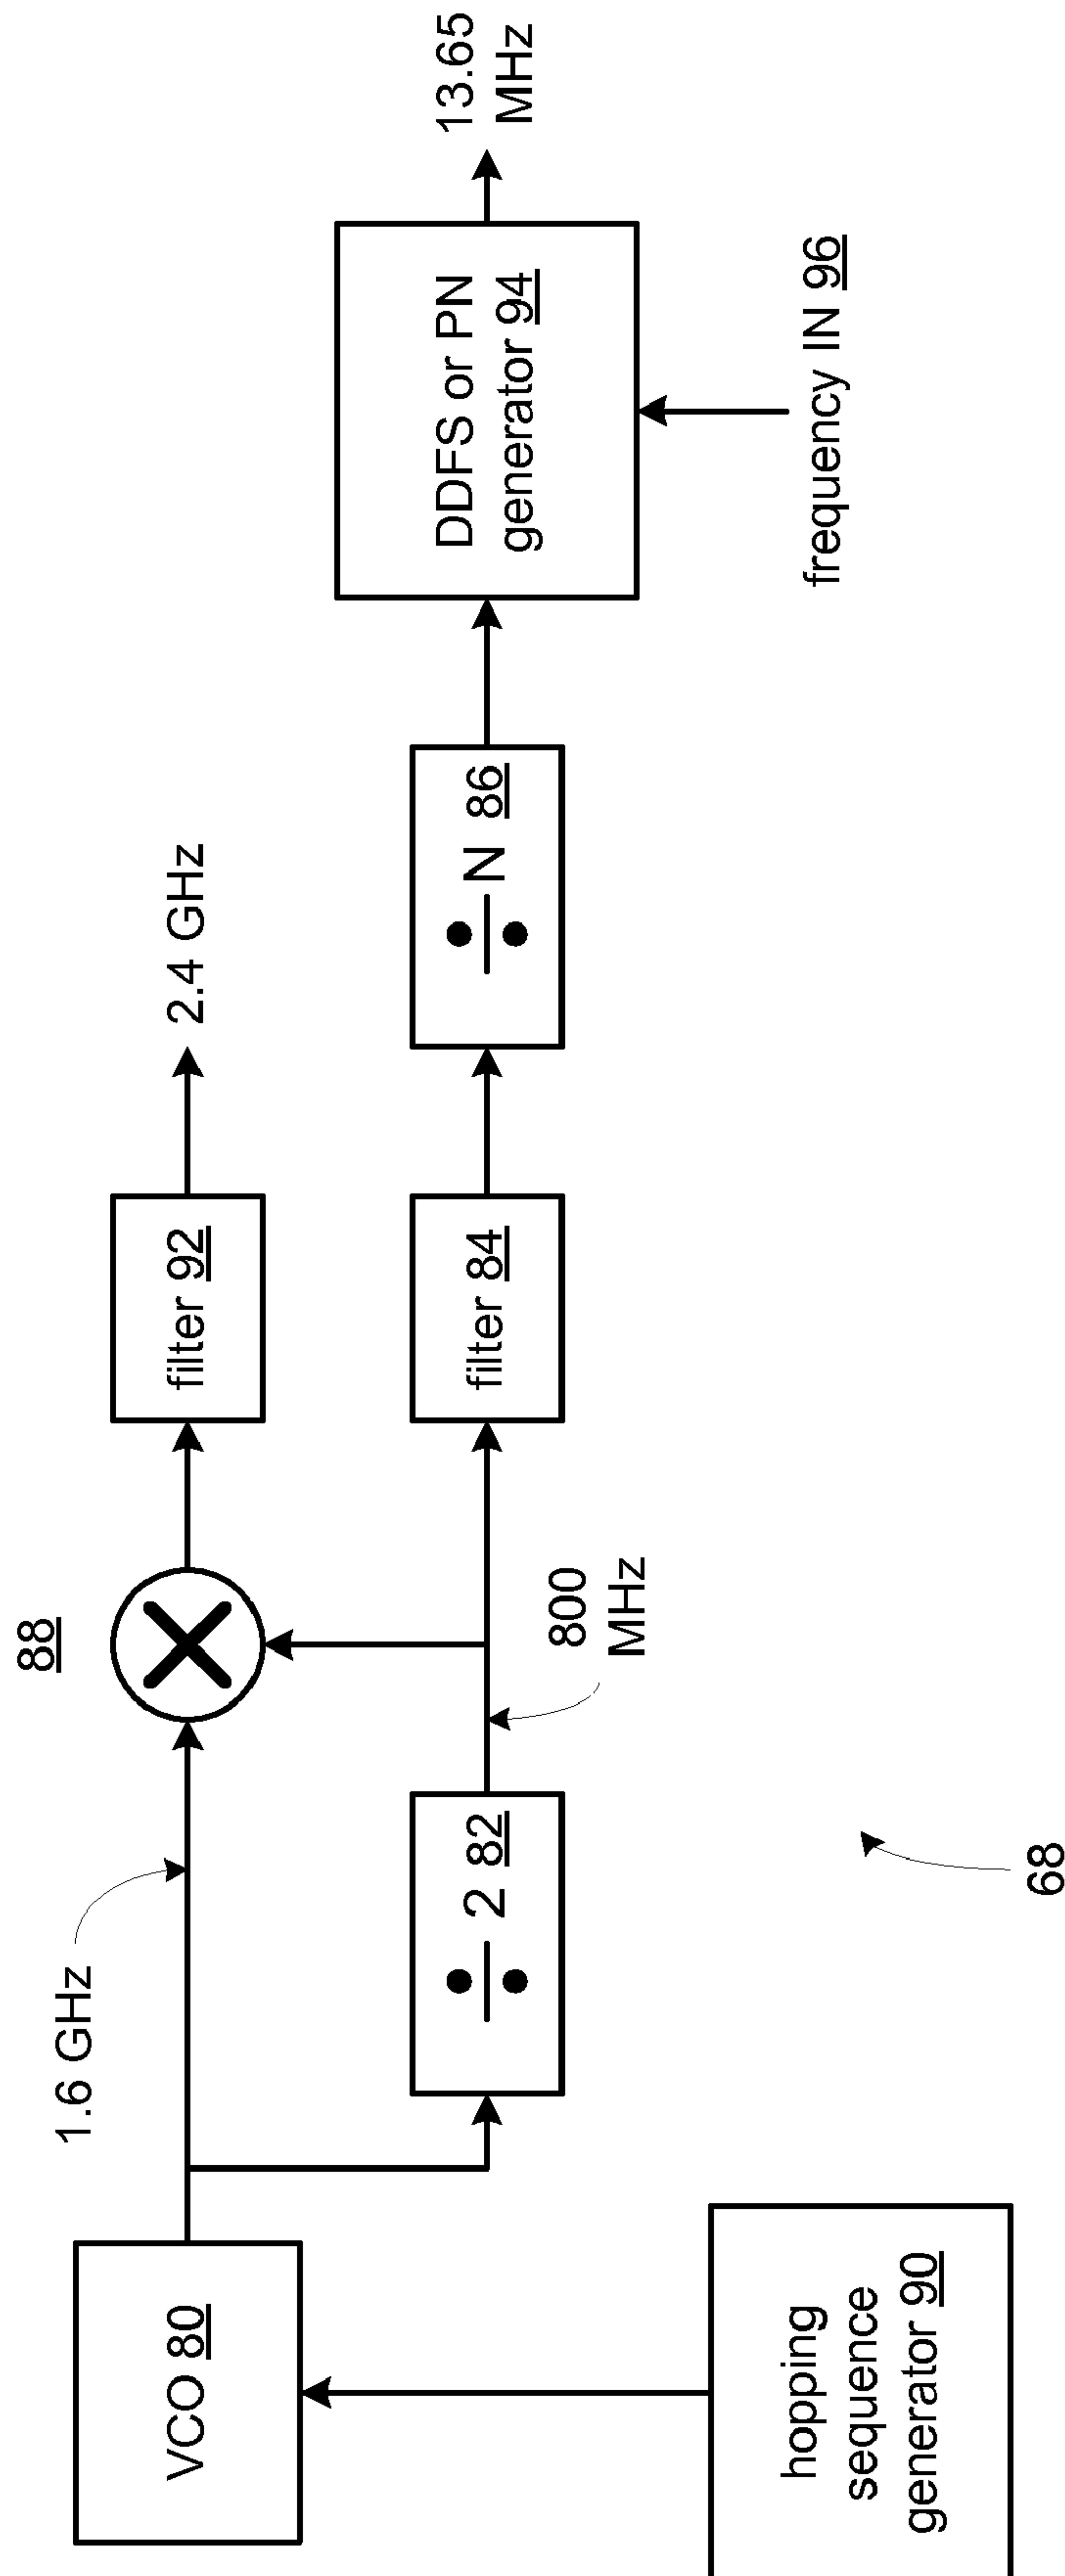 88
1.6 GHz
VCO 80
filter 92
2.4 GHz
÷ 2 82
800
MHz
filter 84
÷ N 86
DDFS or PN
generator 94
13.65
MHz
hopping
sequence
generator 90
frequency IN 96
68